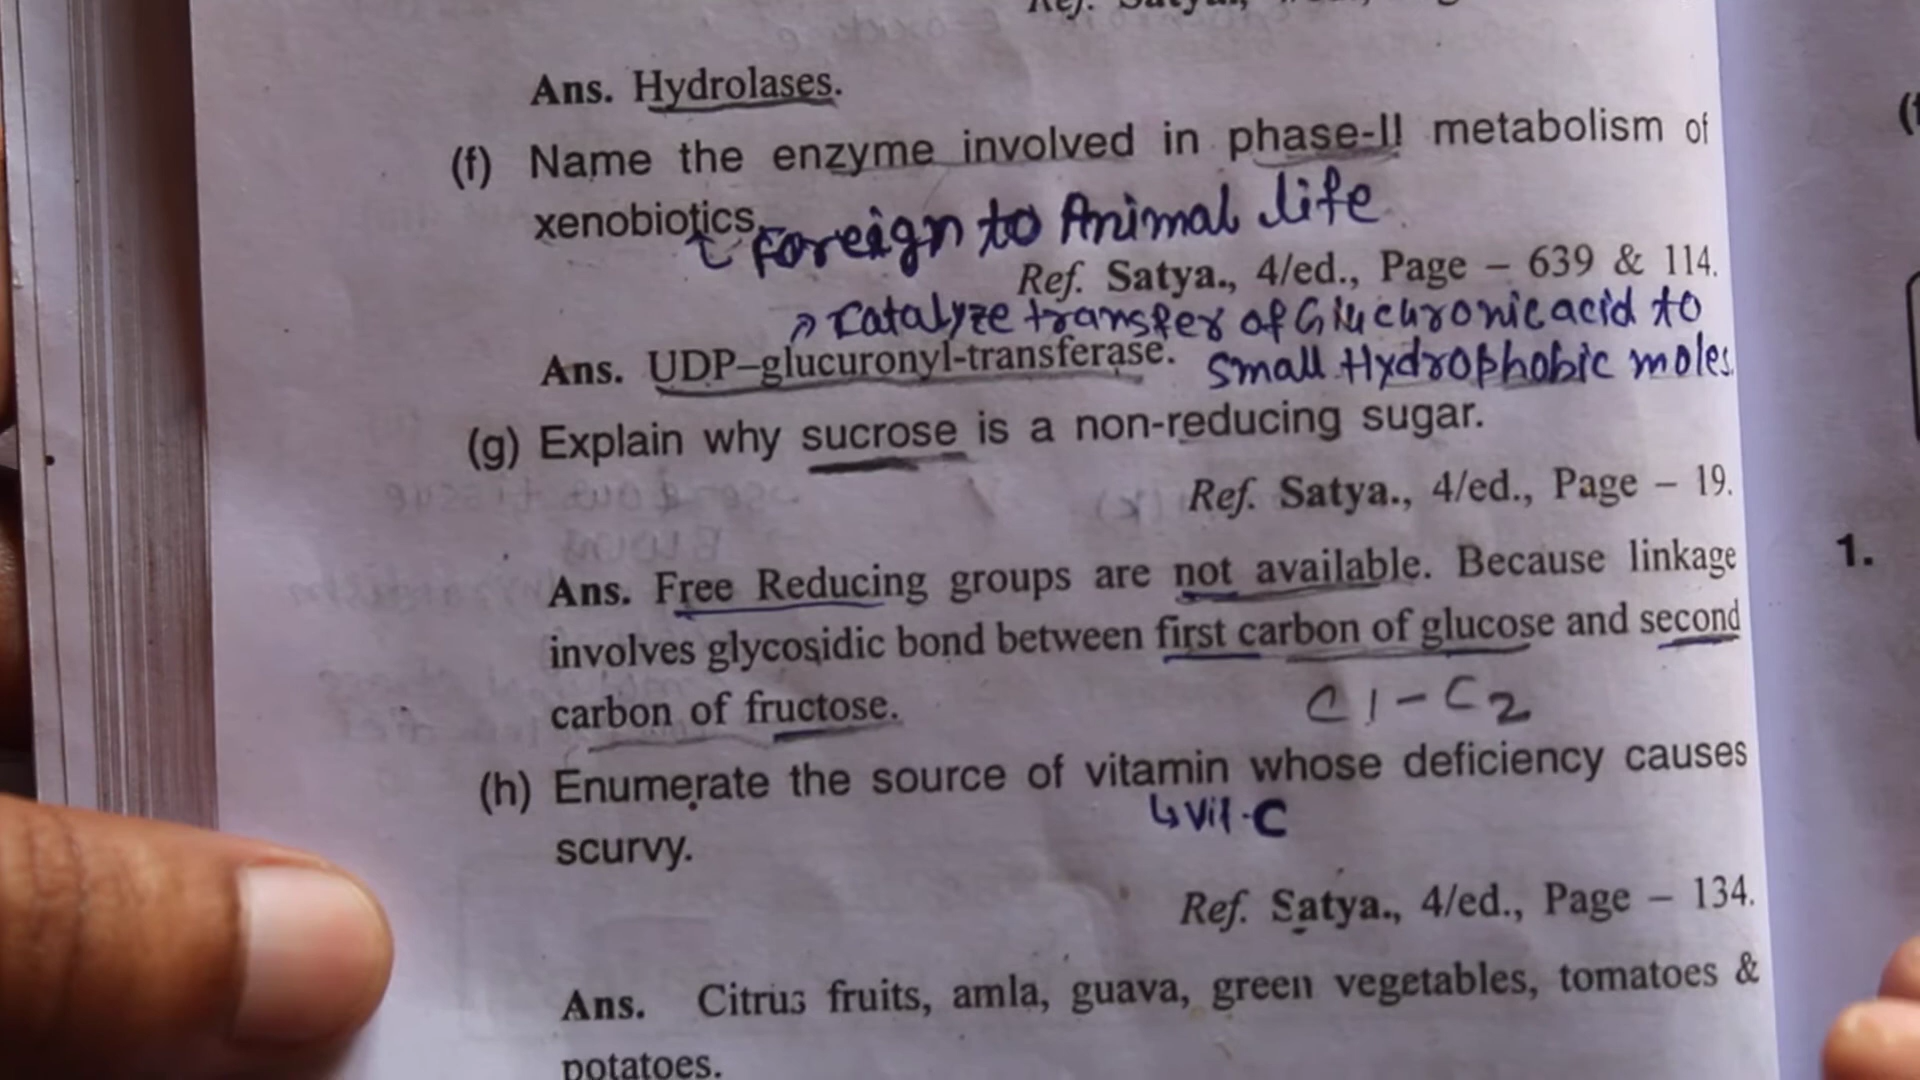 Ans. Hydrolases.
(f) Name the enzyme involved in phase-II metabolism of
xenobiotics.
Foreign to Animal life
Ref. Satya., 4/ed., Page – 639 & 114.
Catalyze transfer of Glucuronic acid to
Ans. UDP–glucuronyl-transferase.
small Hydrophobic moles.
(g) Explain why sucrose is a non-reducing sugar.
Ref. Satya., 4/ed., Page – 19.
Ans. Free Reducing groups are not available. Because linkage
involves glycosidic bond between first carbon of glucose and second
carbon of fructose.
C1-C2
(h) Enumerate the source of vitamin whose deficiency causes
↳Vit-C
scurvy.
Ref. Satya., 4/ed., Page – 134.
1.
Ans. Citrus fruits, amla, guava, green vegetables, tomatoes &
potatoes.